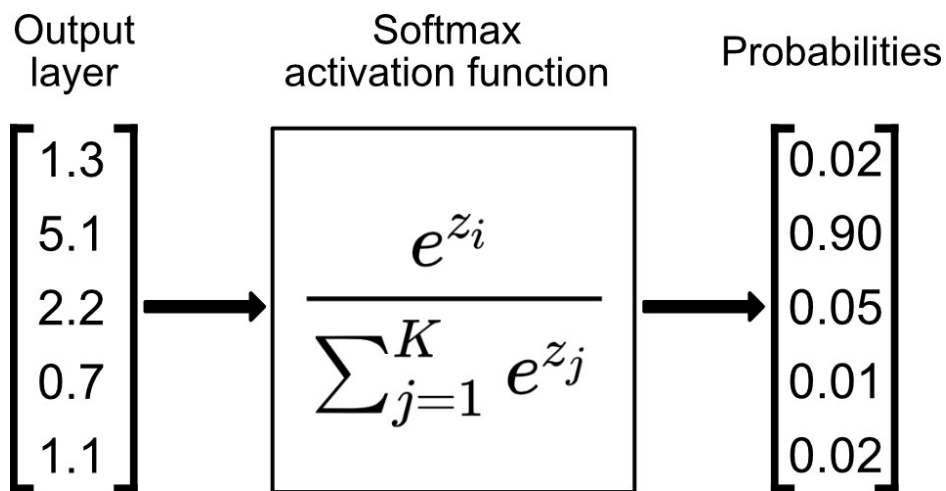 Output
layer
Softmax
activation function
Probabilities
1.3
5.1
2.2
0.7
1.1
e^{z_i}
∑_{j=1}^{K} e^{z_j}
0.02
0.90
0.05
0.01
0.02